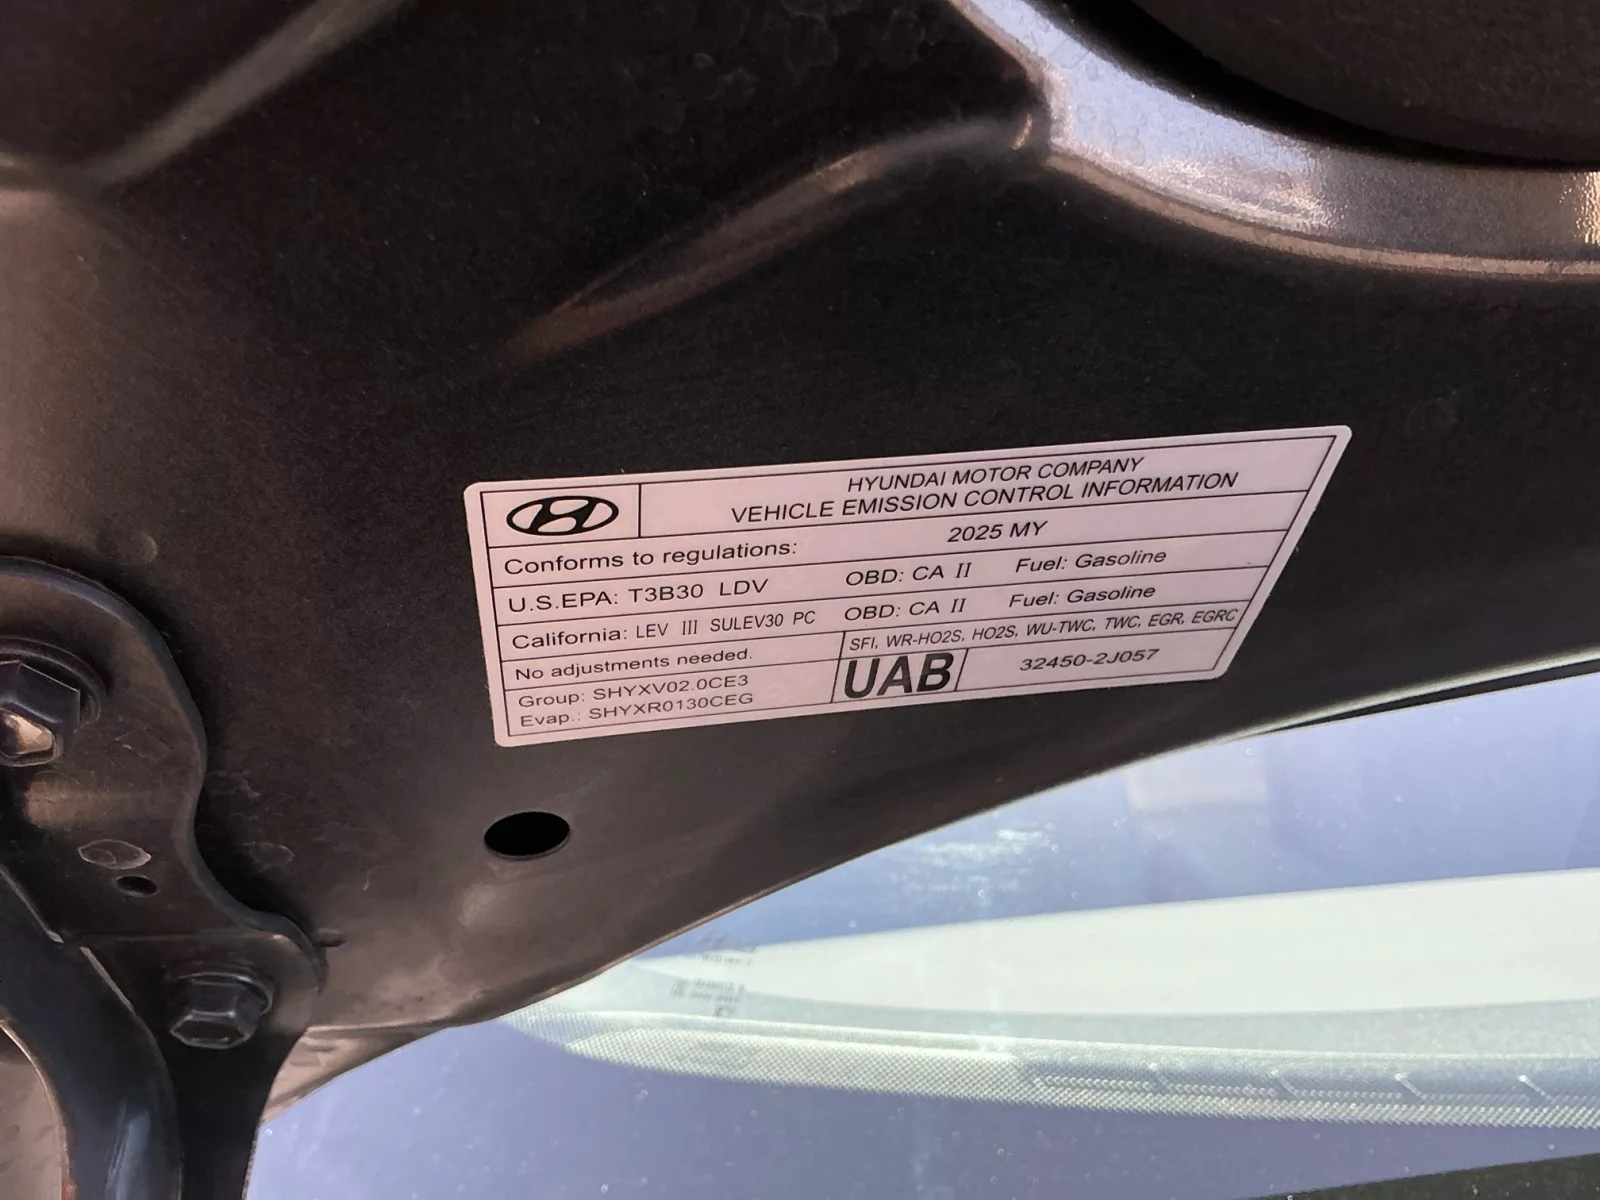 HYUNDAI MOTOR COMPANY
VEHICLE EMISSION CONTROL INFORMATION
Conforms to regulations: 2025 MY
U.S.EPA: T3B30 LDV OBD: CA II Fuel: Gasoline
California: LEV III SULEV30 PC OBD: CA II Fuel: Gasoline
No adjustments needed. SFI, WR-HO2S, HO2S, WU-TWC, TWC, EGR, EGRC
Group: SHYXV02.0CE3
Evap.: SHYXR0130CEG
UAB 32450-2J057